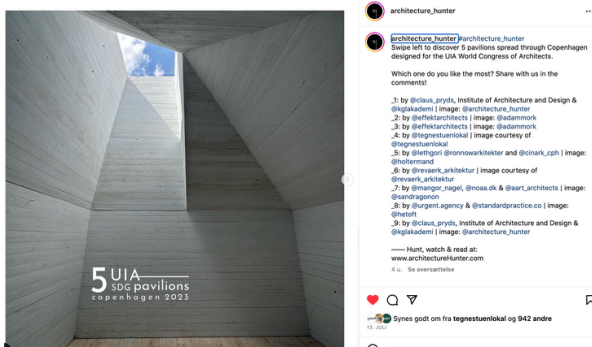 5 UIA
SDG pavilions
copenhagen 2023
architecture_hunter
architecture_hunter #architecture_hunter
Swipe left to discover 5 pavilions spread through Copenhagen
designed for the UIA World Congress of Architects.
Which one do you like the most? Share with us in the
comments!
_1: by @claus_pryds, Institute of Architecture and Design &
@kglakademi | image: @architecture_hunter
_2: by @effektarchitects | image: @adammork
_3: by @effektarchitects | image: @adammork
_4: by @tegnestuenlokal | image courtesy of
@tegnestuenlokal
_5: by @lethgori @ronnowarkitekter and @cinark_cph | image:
@holtermand
_6: by @revaerk_arkitektur | image courtesy of
@revaerk_arkitektur
_7: by @mangor_nagel, @noaa.dk & @aart_architects | image:
@sandragonon
_8: by @urgent.agency & @standardpractice.co | image:
@hetoft
_9: by @claus_pryds, Institute of Architecture and Design &
@kglakademi | image: @architecture_hunter
—— Hunt, watch & read at:
www.architectureHunter.com
4 u. Se oversættelse
Synes godt om fra tegnestuenlokal og 942 andre
13. JULI